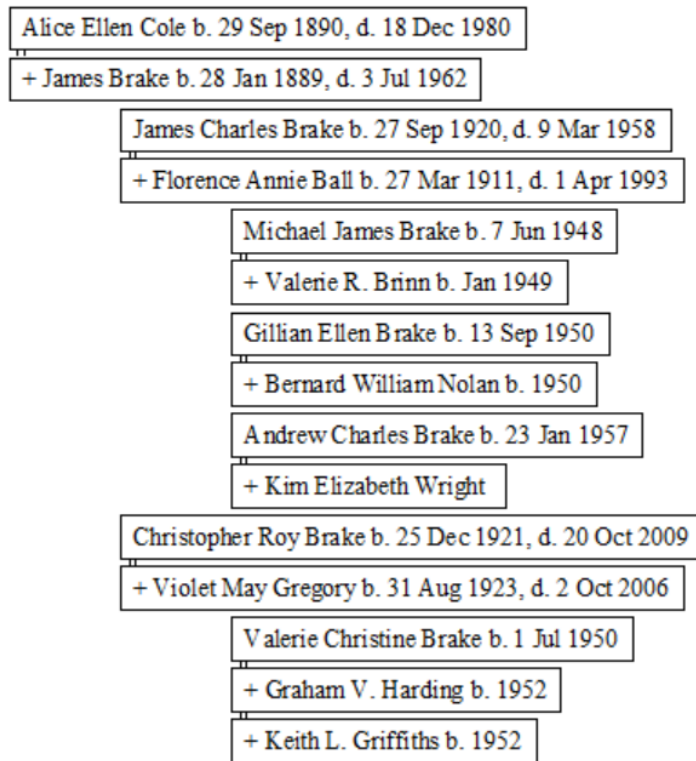 Alice Ellen Cole b. 29 Sep 1890, d. 18 Dec 1980
+ James Brake b. 28 Jan 1889, d. 3 Jul 1962
James Charles Brake b. 27 Sep 1920, d. 9 Mar 1958
+ Florence Annie Ball b. 27 Mar 1911, d. 1 Apr 1993
Michael James Brake b. 7 Jun 1948
+ Valerie R. Brinn b. Jan 1949
Gillian Ellen Brake b. 13 Sep 1950
+ Bernard William Nolan b. 1950
Andrew Charles Brake b. 23 Jan 1957
+ Kim Elizabeth Wright
Christopher Roy Brake b. 25 Dec 1921, d. 20 Oct 2009
+ Violet May Gregory b. 31 Aug 1923, d. 2 Oct 2006
Valerie Christine Brake b. 1 Jul 1950
+ Graham V. Harding b. 1952
+ Keith L. Griffiths b. 1952